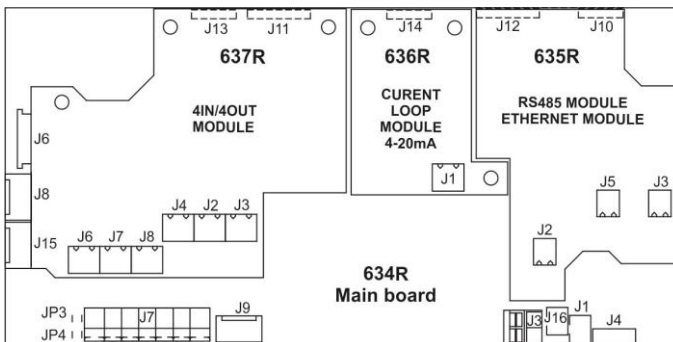 J13 J11 J14 J12 J10
637R 636R 635R
4IN/4OUT
MODULE
CURENT
LOOP
MODULE
4-20mA
RS485 MODULE
ETHERNET MODULE
J6
J8
J15
J4 J2 J3
J6 J7 J8
J1
J5 J3
J2
634R
Main board
JP3
JP4
J7
J9
J3 J16 J1 J4